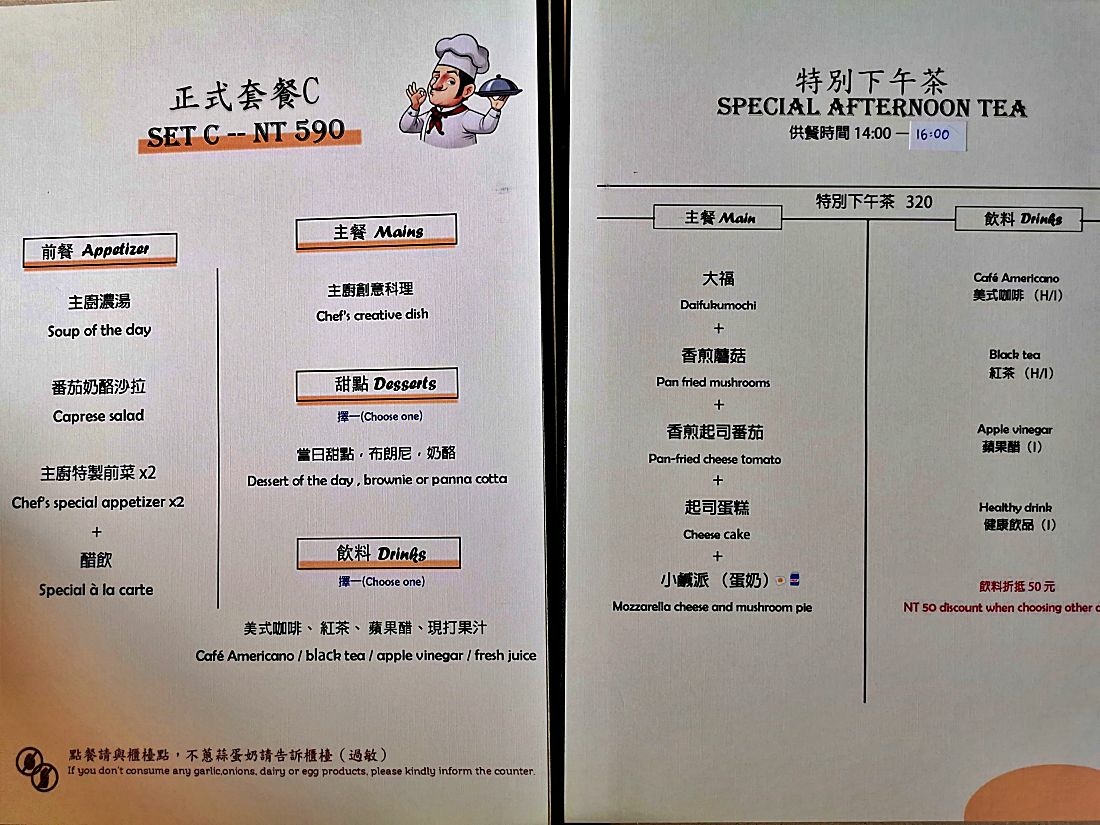 正式套餐C
SET C -- NT 590
前餐 Appetizer
主廚濃湯
Soup of the day
番茄奶酪沙拉
Caprese salad
主廚特製前菜 x2
Chef's special appetizer x2
+
醋飲
Special à la carte
主餐 Mains
主廚創意料理
Chef's creative dish
甜點 Desserts
擇一(Choose one)
當日甜點，布朗尼，奶酪
Dessert of the day , brownie or panna cotta
飲料 Drinks
擇一(Choose one)
美式咖啡、紅茶、蘋果醋、現打果汁
Café Americano / black tea / apple vinegar / fresh juice
點餐請與櫃檯點，不蔥蒜蛋奶請告訴櫃檯（過敏）
If you don't consume any garlic,onions, dairy or egg products, please kindly inform the counter.
特別下午茶
SPECIAL AFTERNOON TEA
供餐時間 14:00 — 16:00
特別下午茶 320
主餐 Main
大福
Daifukumochi
+
香煎蘑菇
Pan fried mushrooms
+
香煎起司番茄
Pan-fried cheese tomato
+
起司蛋糕
Cheese cake
+
小鹹派 （蛋奶）
Mozzarella cheese and mushroom pie
飲料 Drinks
Café Americano
美式咖啡 （H/I）
Black tea
紅茶 （H/I）
Apple vinegar
蘋果醋（I）
Healthy drink
健康飲品（I）
飲料折抵 50 元
NT 50 discount when choosing other